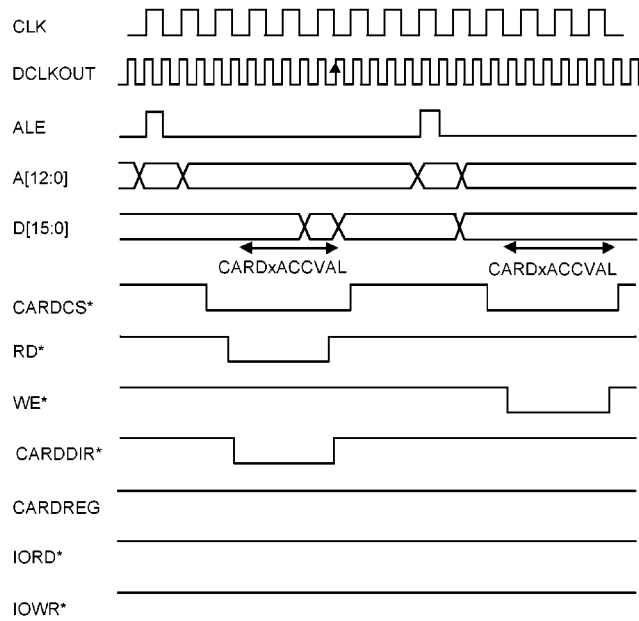 CLK
DCLKOUT
ALE
A[12:0]
D[15:0]
CARDxACCVAL CARDxACCVAL
CARDCS*
RD*
WE*
CARDDIR*
CARDREG
IORD*
IOWR*